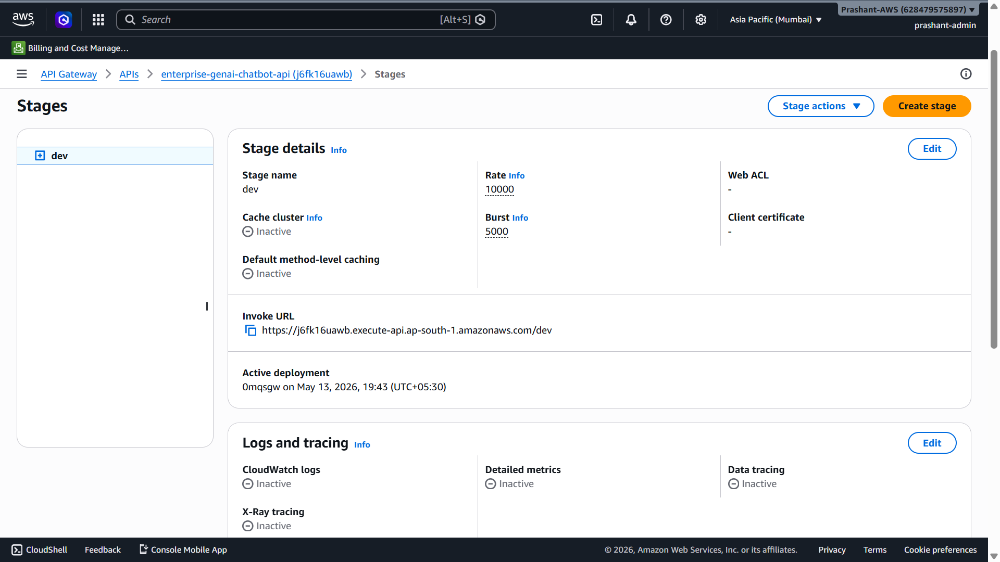 aws
Search
[Alt+S]
Asia Pacific (Mumbai)
Prashant-AWS (628479575897)
prashant-admin
Billing and Cost Manage...
API Gateway
APIs
enterprise-genai-chatbot-api (j6fk16uawb)
Stages
Stages
Stage actions
Create stage
dev
Stage details Info
Edit
Stage name
dev
Rate Info
10000
Web ACL
-
Cache cluster Info
Inactive
Burst Info
5000
Client certificate
-
Default method-level caching
Inactive
Invoke URL
https://j6fk16uawb.execute-api.ap-south-1.amazonaws.com/dev
Active deployment
0mqsgw on May 13, 2026, 19:43 (UTC+05:30)
Logs and tracing Info
Edit
CloudWatch logs
Inactive
Detailed metrics
Inactive
Data tracing
Inactive
X-Ray tracing
Inactive
CloudShell
Feedback
Console Mobile App
© 2026, Amazon Web Services, Inc. or its affiliates.
Privacy
Terms
Cookie preferences